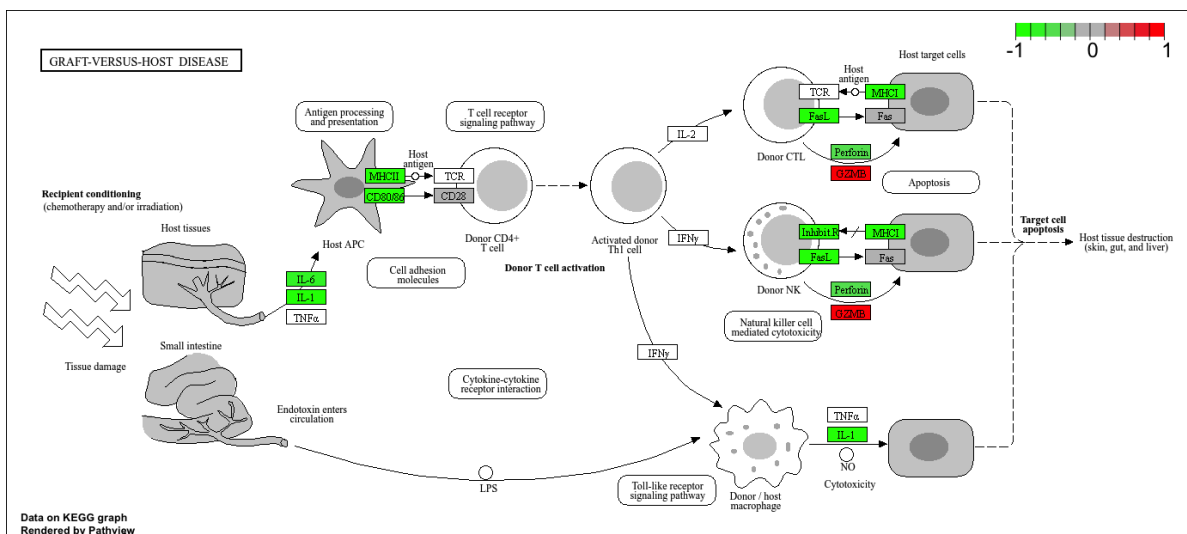 GRAFT-VERSUS-HOST DISEASE
-1 0 1
Host target cells
Antigen processing
and presentation
T cell receptor
signaling pathway
Host
antigen
MHCII
TCR
CD80/86
CD28
Host APC
Donor CD4+
T cell
Cell adhesion
molecules
Donor T cell activation
Recipient conditioning
(chemotherapy and/or irradiation)
Host tissues
IL-6
IL-1
TNFα
Tissue damage
Small intestine
Endotoxin enters
circulation
Cytokine-cytokine
receptor interaction
LPS
Activated donor
Th1 cell
IL-2
IFNγ
IFNγ
Host
antigen
TCR
MHCI
FasL
Fas
Donor CTL
Perforin
GZMB
Apoptosis
InhibitR
MHCI
FasL
Fas
Donor NK
Perforin
GZMB
Natural killer cell
mediated cytotoxicity
Target cell
apoptosis
Host tissue destruction
(skin, gut, and liver)
TNFα
IL-1
NO
Cytotoxicity
Toll-like receptor
signaling pathway
Donor / host
macrophage
Data on KEGG graph
Rendered by Pathview